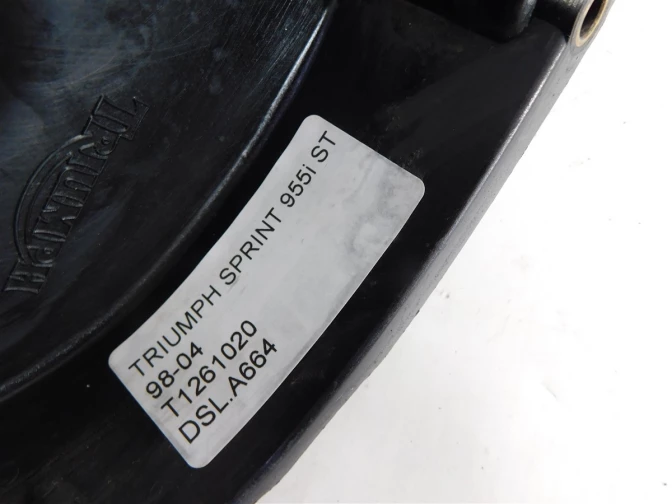 TRIUMPH
TRIUMPH SPRINT 955i ST
98-04
T1261020
DSL.A664